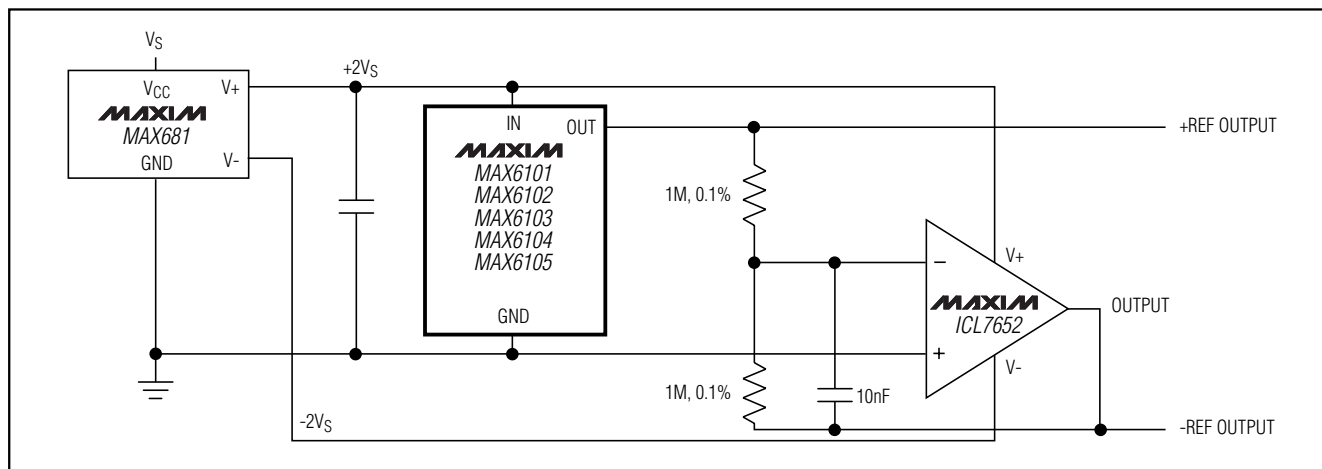 VS
VCC
V+
MAXIM
MAX681
GND
V-
+2VS
-2VS
IN
OUT
MAXIM
MAX6101
MAX6102
MAX6103
MAX6104
MAX6105
GND
1M, 0.1%
1M, 0.1%
10nF
−
+
V+
MAXIM
ICL7652
V-
OUTPUT
+REF OUTPUT
-REF OUTPUT